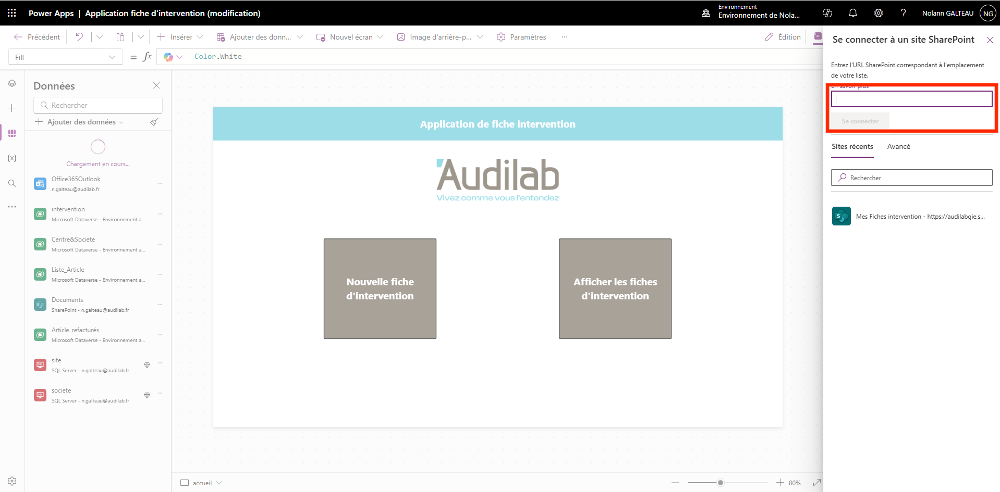 Power Apps | Application fiche d'intervention (modification)
Environnement
Environnement de Nola...
Nolann GALTEAU
NG
Précédent
Insérer
Ajouter des donn...
Nouvel écran
Image d'arrière-p...
Paramètres
Édition
Fill
= fx
Color.White
Données
Rechercher
Ajouter des données
Chargement en cours...
Office365Outlook
n.galteau@audilab.fr
intervention
Microsoft Dataverse - Environnement a...
Centre&Societe
Microsoft Dataverse - Environnement a...
Liste_Article
Microsoft Dataverse - Environnement a...
Documents
SharePoint - n.galteau@audilab.fr
Article_refacturés
Microsoft Dataverse - Environnement a...
site
SQL Server - n.galteau@audilab.fr
societe
SQL Server - n.galteau@audilab.fr
Application de fiche intervention
Audilab
Vivez comme vous l'entendez
Nouvelle fiche
d'intervention
Afficher les fiches
d'intervention
accueil
80%
Se connecter à un site SharePoint
Entrez l'URL SharePoint correspondant à l'emplacement
de votre liste.
En savoir plus
Se connecter
Sites récents
Avancé
Rechercher
Mes Fiches intervention - https://audilabgie.s...